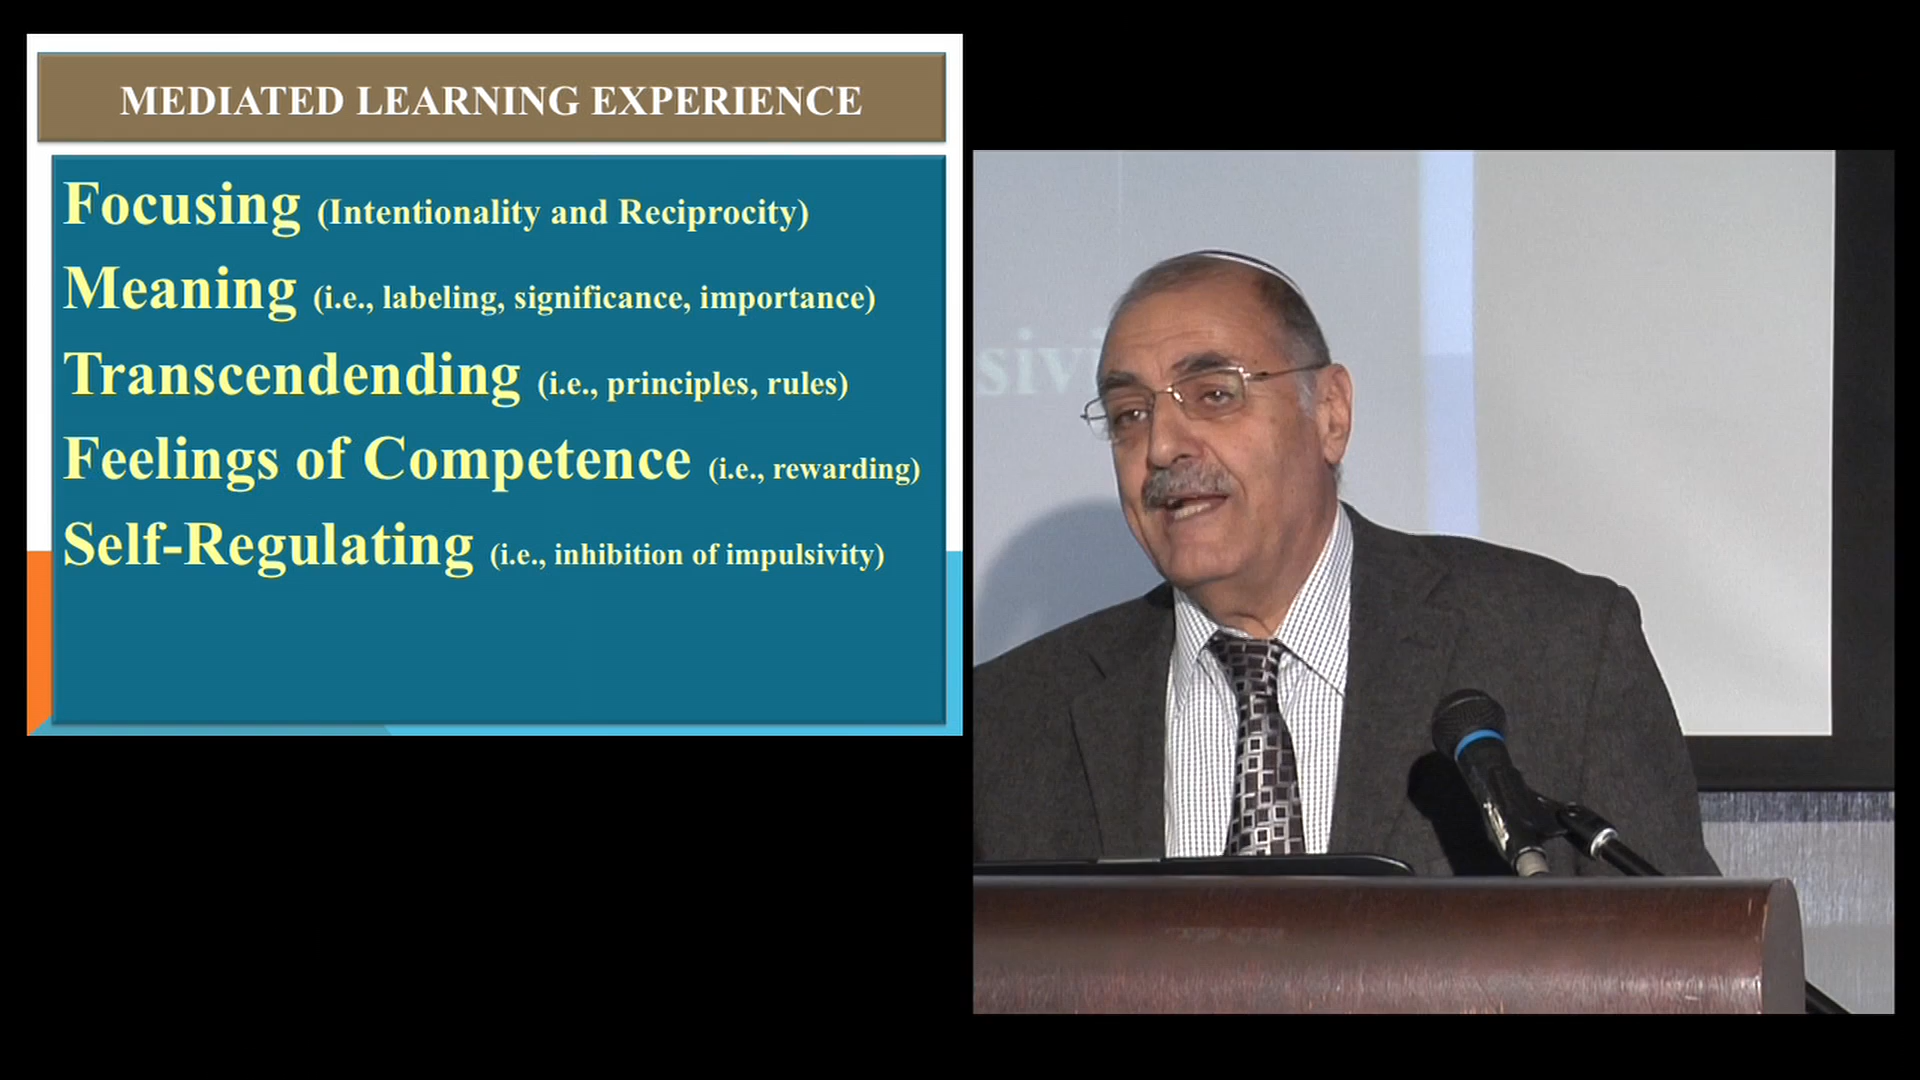 MEDIATED LEARNING EXPERIENCE
Focusing (Intentionality and Reciprocity)
Meaning (i.e., labeling, significance, importance)
Transcendending (i.e., principles, rules)
Feelings of Competence (i.e., rewarding)
Self-Regulating (i.e., inhibition of impulsivity)